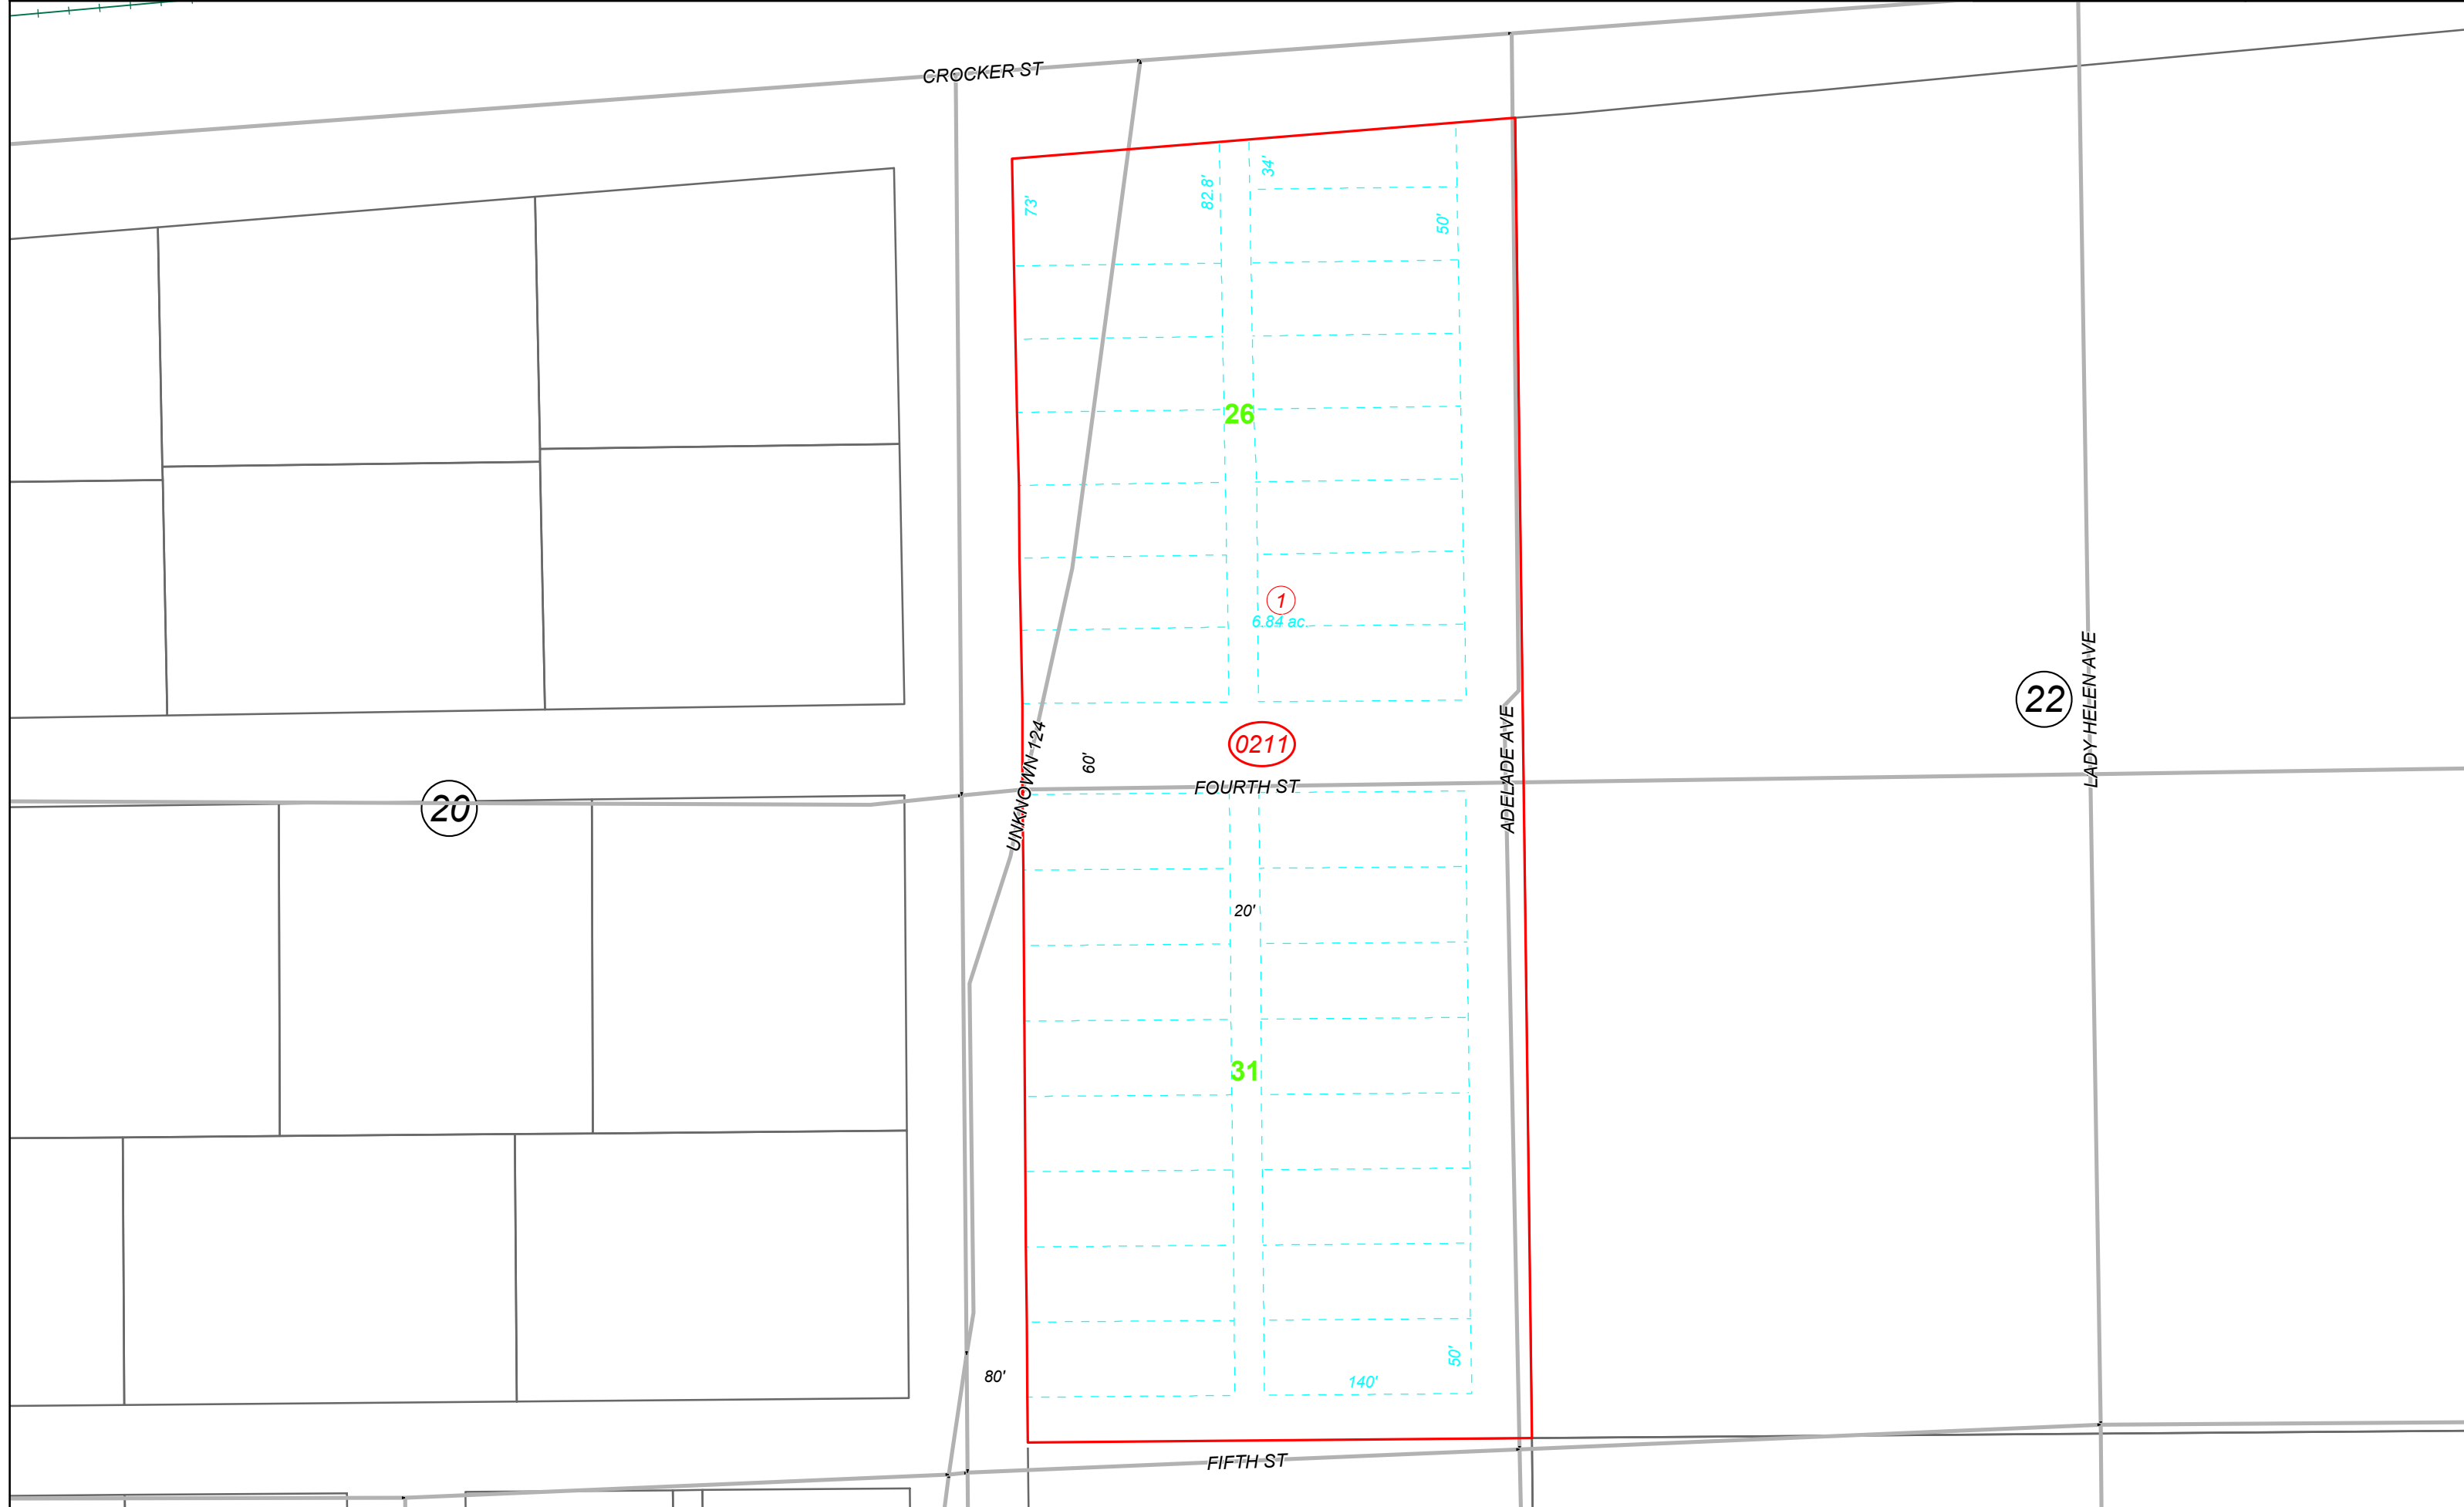 CROCKER ST
34'
82.8'
73'
50'
26
1
6.84 ac.
22
LADY HELEN AVE
0211
UNKNOWN 124
60'
ADELADE AVE
FOURTH ST
20
20'
31
50'
80'
140'
FIFTH ST